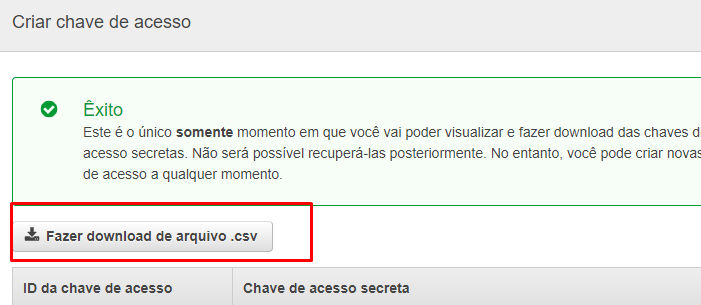 Criar chave de acesso
Êxito
Este é o único somente momento em que você vai poder visualizar e fazer download das chaves d
acesso secretas. Não será possível recuperá-las posteriormente. No entanto, você pode criar novas
de acesso a qualquer momento.
Fazer download de arquivo .csv
ID da chave de acesso Chave de acesso secreta